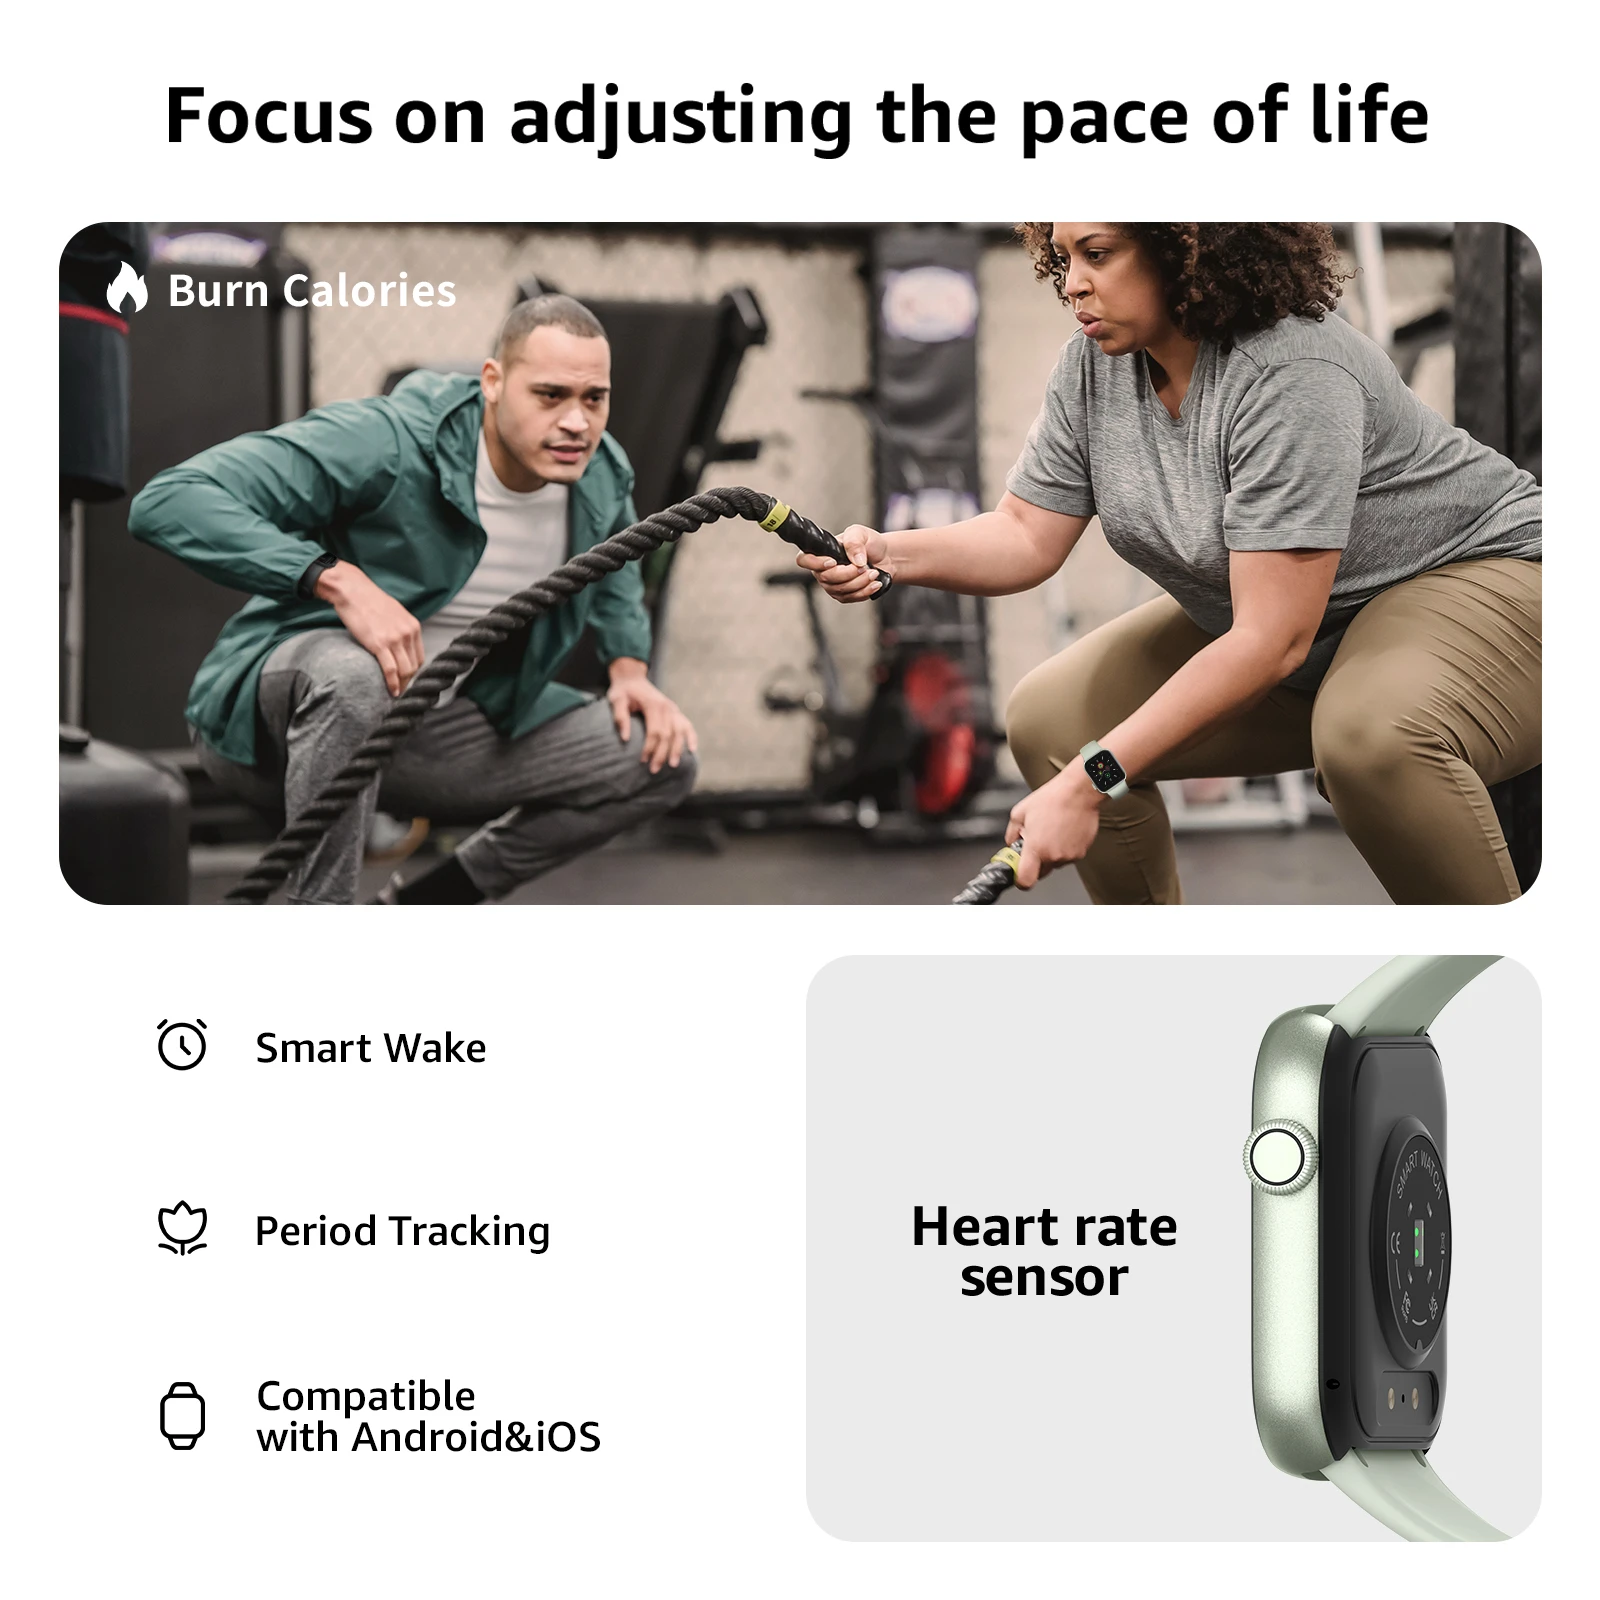 Focus on adjusting the pace of life
Burn Calories
Smart Wake
Period Tracking
Compatible
with Android&iOS
Heart rate
sensor
SMART WATCH